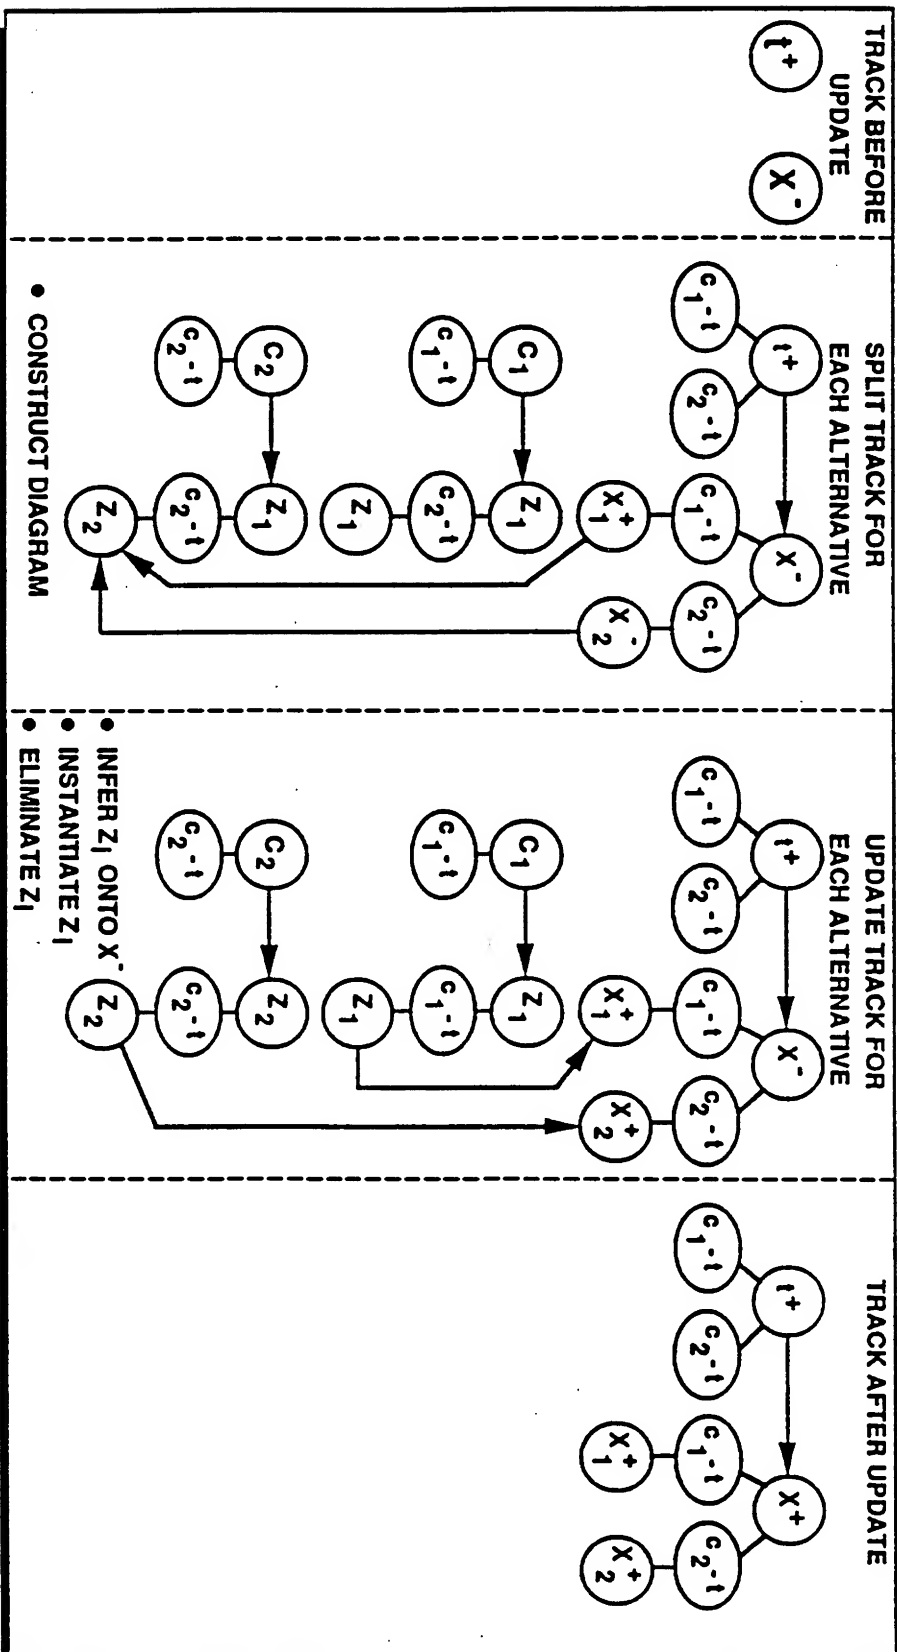 TRACK BEFORE
UPDATE
t+
X-
SPLIT TRACK FOR
EACH ALTERNATIVE
t+
X-
c1-t
c2-t
c1-t
c2-t
X1+
X2-
C1
Z1
c1-t
c2-t
Z1
C2
Z1
c2-t
c2-t
Z2
• CONSTRUCT DIAGRAM
UPDATE TRACK FOR
EACH ALTERNATIVE
t+
X-
c1-t
c2-t
c1-t
c2-t
X1+
X2+
C1
Z1
c1-t
c1-t
Z1
C2
Z2
c2-t
c2-t
Z2
• INFER ZI ONTO X-
• INSTANTIATE ZI
• ELIMINATE ZI
TRACK AFTER UPDATE
t+
X+
c1-t
c2-t
c1-t
c2-t
X1+
X2+